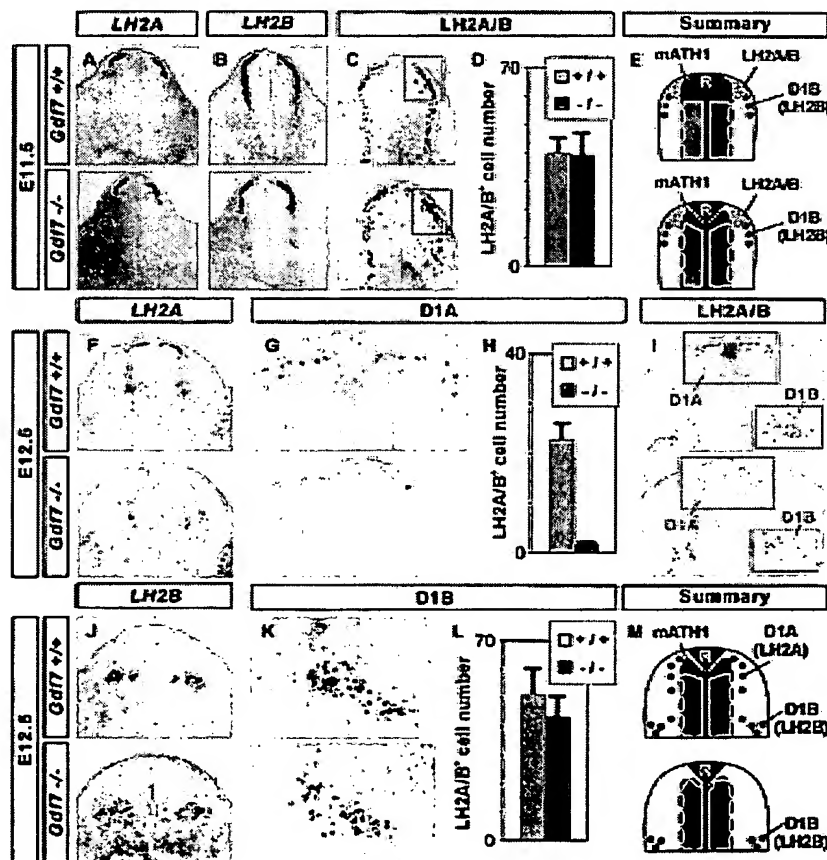 LH2A LH2B LH2A/B Summary
E11.5
Gdf7 +/+
Gdf7 -/-
A B C D E
70
+/+
-/-
LH2A/B+ cell number
0
mATH1 LH2A/B
R
D1B
(LH2B)
mATH1 LH2A/B
R
D1B
(LH2B)
LH2A D1A LH2A/B
E12.5
Gdf7 +/+
Gdf7 -/-
F G H I
40
+/+
-/-
LH2A/B+ cell number
0
D1A D1B
D1A D1B
LH2B D1B Summary
E12.5
Gdf7 +/+
Gdf7 -/-
J K L M
70
+/+
-/-
LH2A/B+ cell number
0
mATH1 D1A
(LH2A)
R
D1B
(LH2B)
R
D1B
(LH2B)